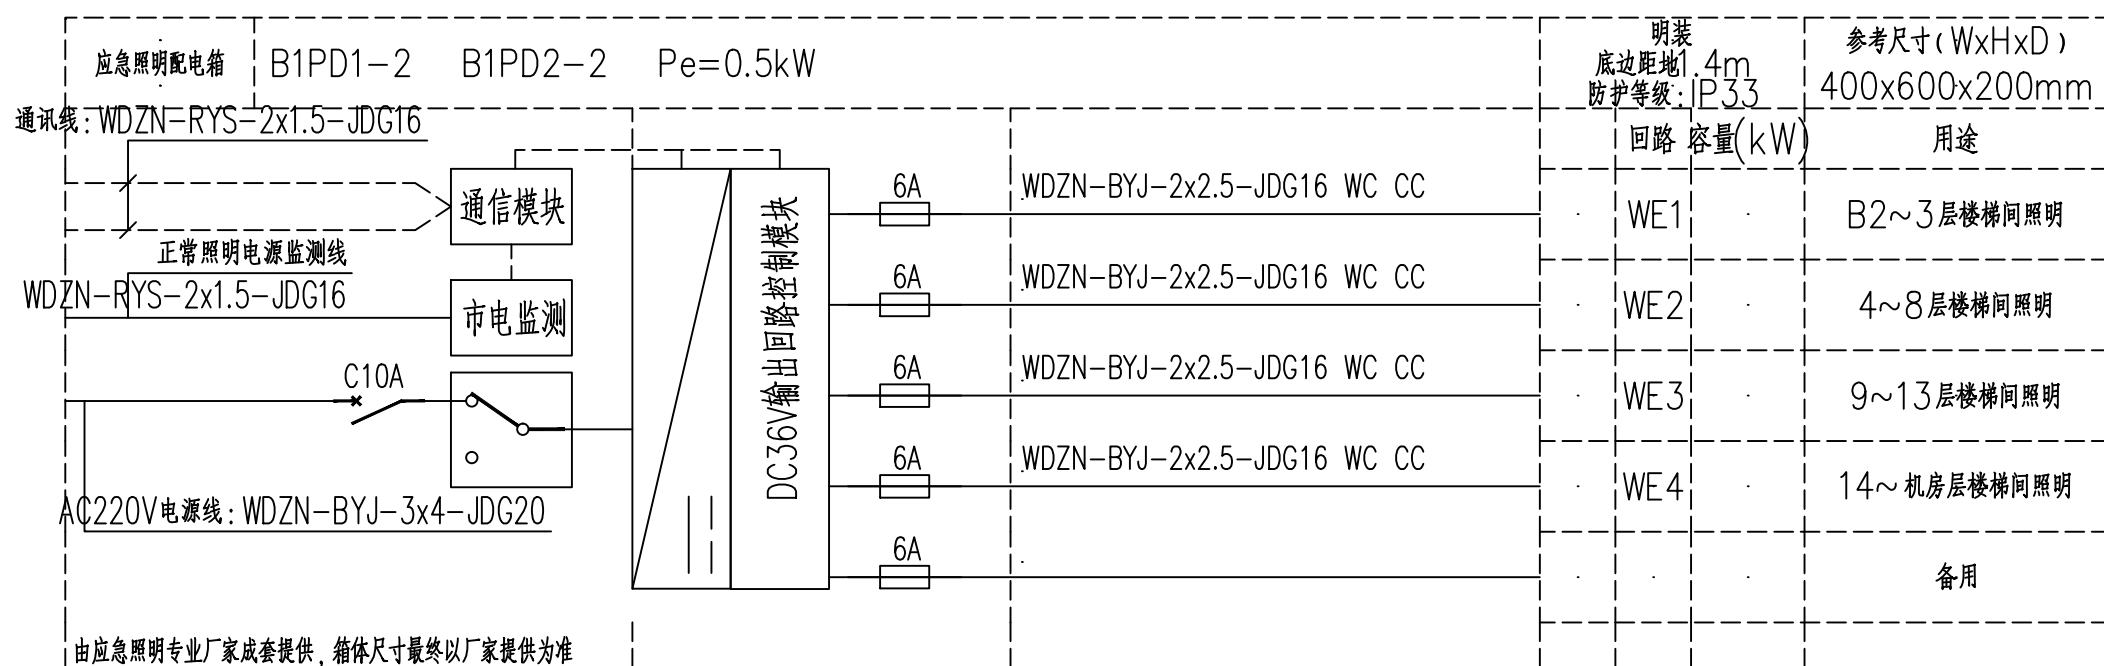 应急照明配电箱 B1PD1-2 B1PD2-2 Pe=0.5kW
明装
底边距地1.4m
防护等级:IP33
参考尺寸(WxHxD)
400x600x200mm
通讯线:WDZN-RYS-2x1.5-JDG16
回路 容量(kW) 用途
通信模块
正常照明电源监测线
WDZN-RYS-2x1.5-JDG16
市电监测
C10A
AC220V电源线:WDZN-BYJ-3x4-JDG20
DC36V输出回路控制模块
6A WDZN-BYJ-2x2.5-JDG16 WC CC WE1 B2~3层楼梯间照明
6A WDZN-BYJ-2x2.5-JDG16 WC CC WE2 4~8层楼梯间照明
6A WDZN-BYJ-2x2.5-JDG16 WC CC WE3 9~13层楼梯间照明
6A WDZN-BYJ-2x2.5-JDG16 WC CC WE4 14~机房层楼梯间照明
6A 备用
由应急照明专业厂家成套提供,箱体尺寸最终以厂家提供为准